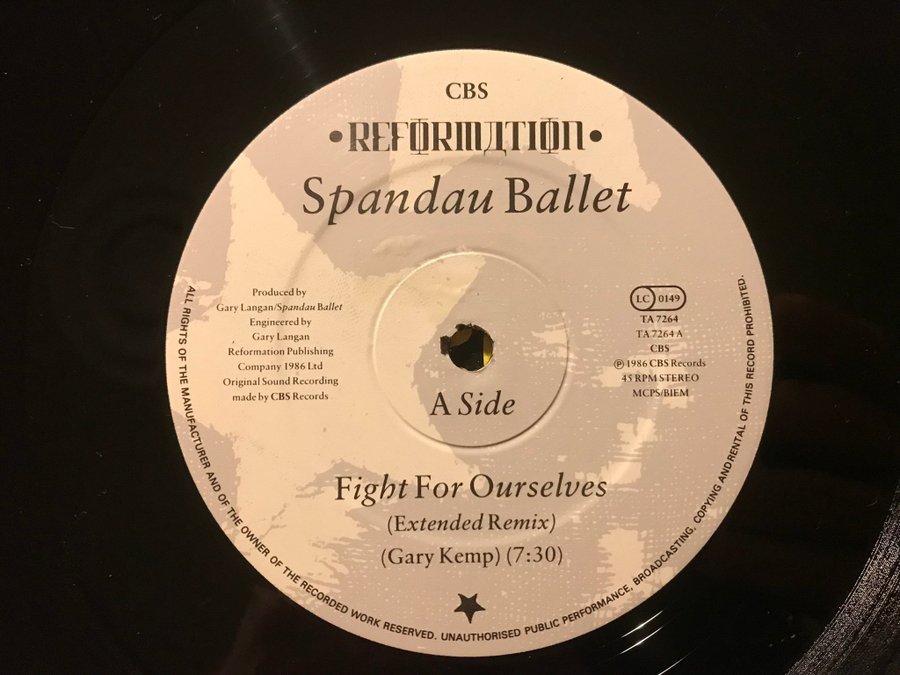 CBS
•REFORMATION•
Spandau Ballet
Produced by
Gary Langan/Spandau Ballet
Engineered by
Gary Langan
Reformation Publishing
Company 1986 Ltd
Original Sound Recording
made by CBS Records
LC 0149
TA 7264
TA 7264 A
CBS
℗ 1986 CBS Records
45 RPM STEREO
MCPS/BIEM
A Side
Fight For Ourselves
(Extended Remix)
(Gary Kemp) (7:30)
ALL RIGHTS OF THE MANUFACTURER AND OF THE OWNER OF THE RECORDED WORK RESERVED. UNAUTHORISED PUBLIC PERFORMANCE, BROADCASTING, COPYING AND RENTAL OF THIS RECORD PROHIBITED.